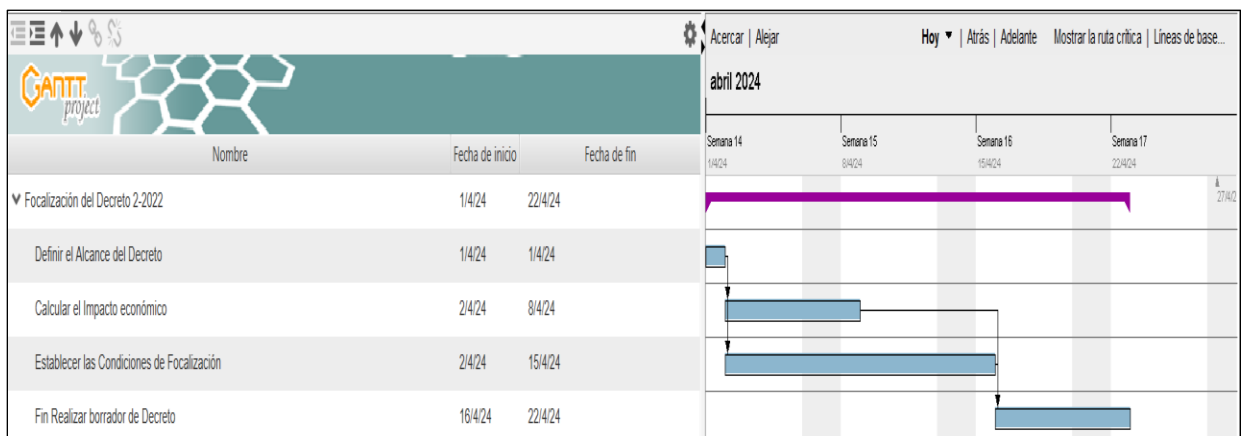 Acercar | Alejar
Hoy ▼ | Atrás | Adelante Mostrar la ruta crítica | Líneas de base...
GANTT
project
abril 2024
Semana 14 Semana 15 Semana 16 Semana 17
1/4/24 8/4/24 15/4/24 22/4/24
Nombre Fecha de inicio Fecha de fin
Focalización del Decreto 2-2022 1/4/24 22/4/24
27/4/2
Definir el Alcance del Decreto 1/4/24 1/4/24
Calcular el Impacto económico 2/4/24 8/4/24
Establecer las Condiciones de Focalización 2/4/24 15/4/24
Fin Realizar borrador de Decreto 16/4/24 22/4/24